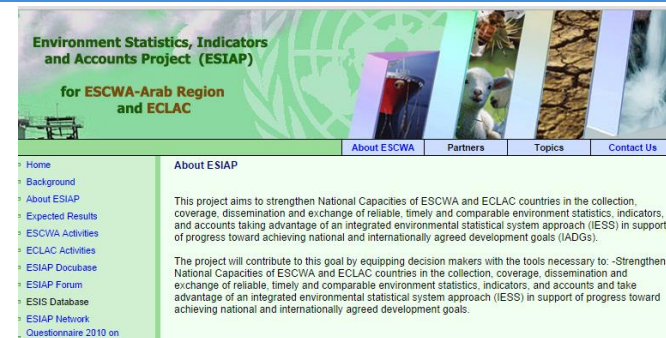 Environment Statistics, Indicators
and Accounts Project (ESIAP)
for ESCWA-Arab Region
and ECLAC
About ESCWA
Partners
Topics
Contact Us
Home
Background
About ESIAP
Expected Results
ESCWA Activities
ECLAC Activities
ESIAP Docubase
ESIAP Forum
ESIS Database
ESIAP Network
Questionnaire 2010 on
About ESIAP
This project aims to strengthen National Capacities of ESCWA and ECLAC countries in the collection,
coverage, dissemination and exchange of reliable, timely and comparable environment statistics, indicators,
and accounts taking advantage of an integrated environmental statistical system approach (IESS) in support
of progress toward achieving national and internationally agreed development goals (IADGs).
The project will contribute to this goal by equipping decision makers with the tools necessary to: -Strengthen
National Capacities of ESCWA and ECLAC countries in the collection, coverage, dissemination and
exchange of reliable, timely and comparable environment statistics, indicators, and accounts and take
advantage of an integrated environmental statistical system approach (IESS) in support of progress toward
achieving national and internationally agreed development goals.